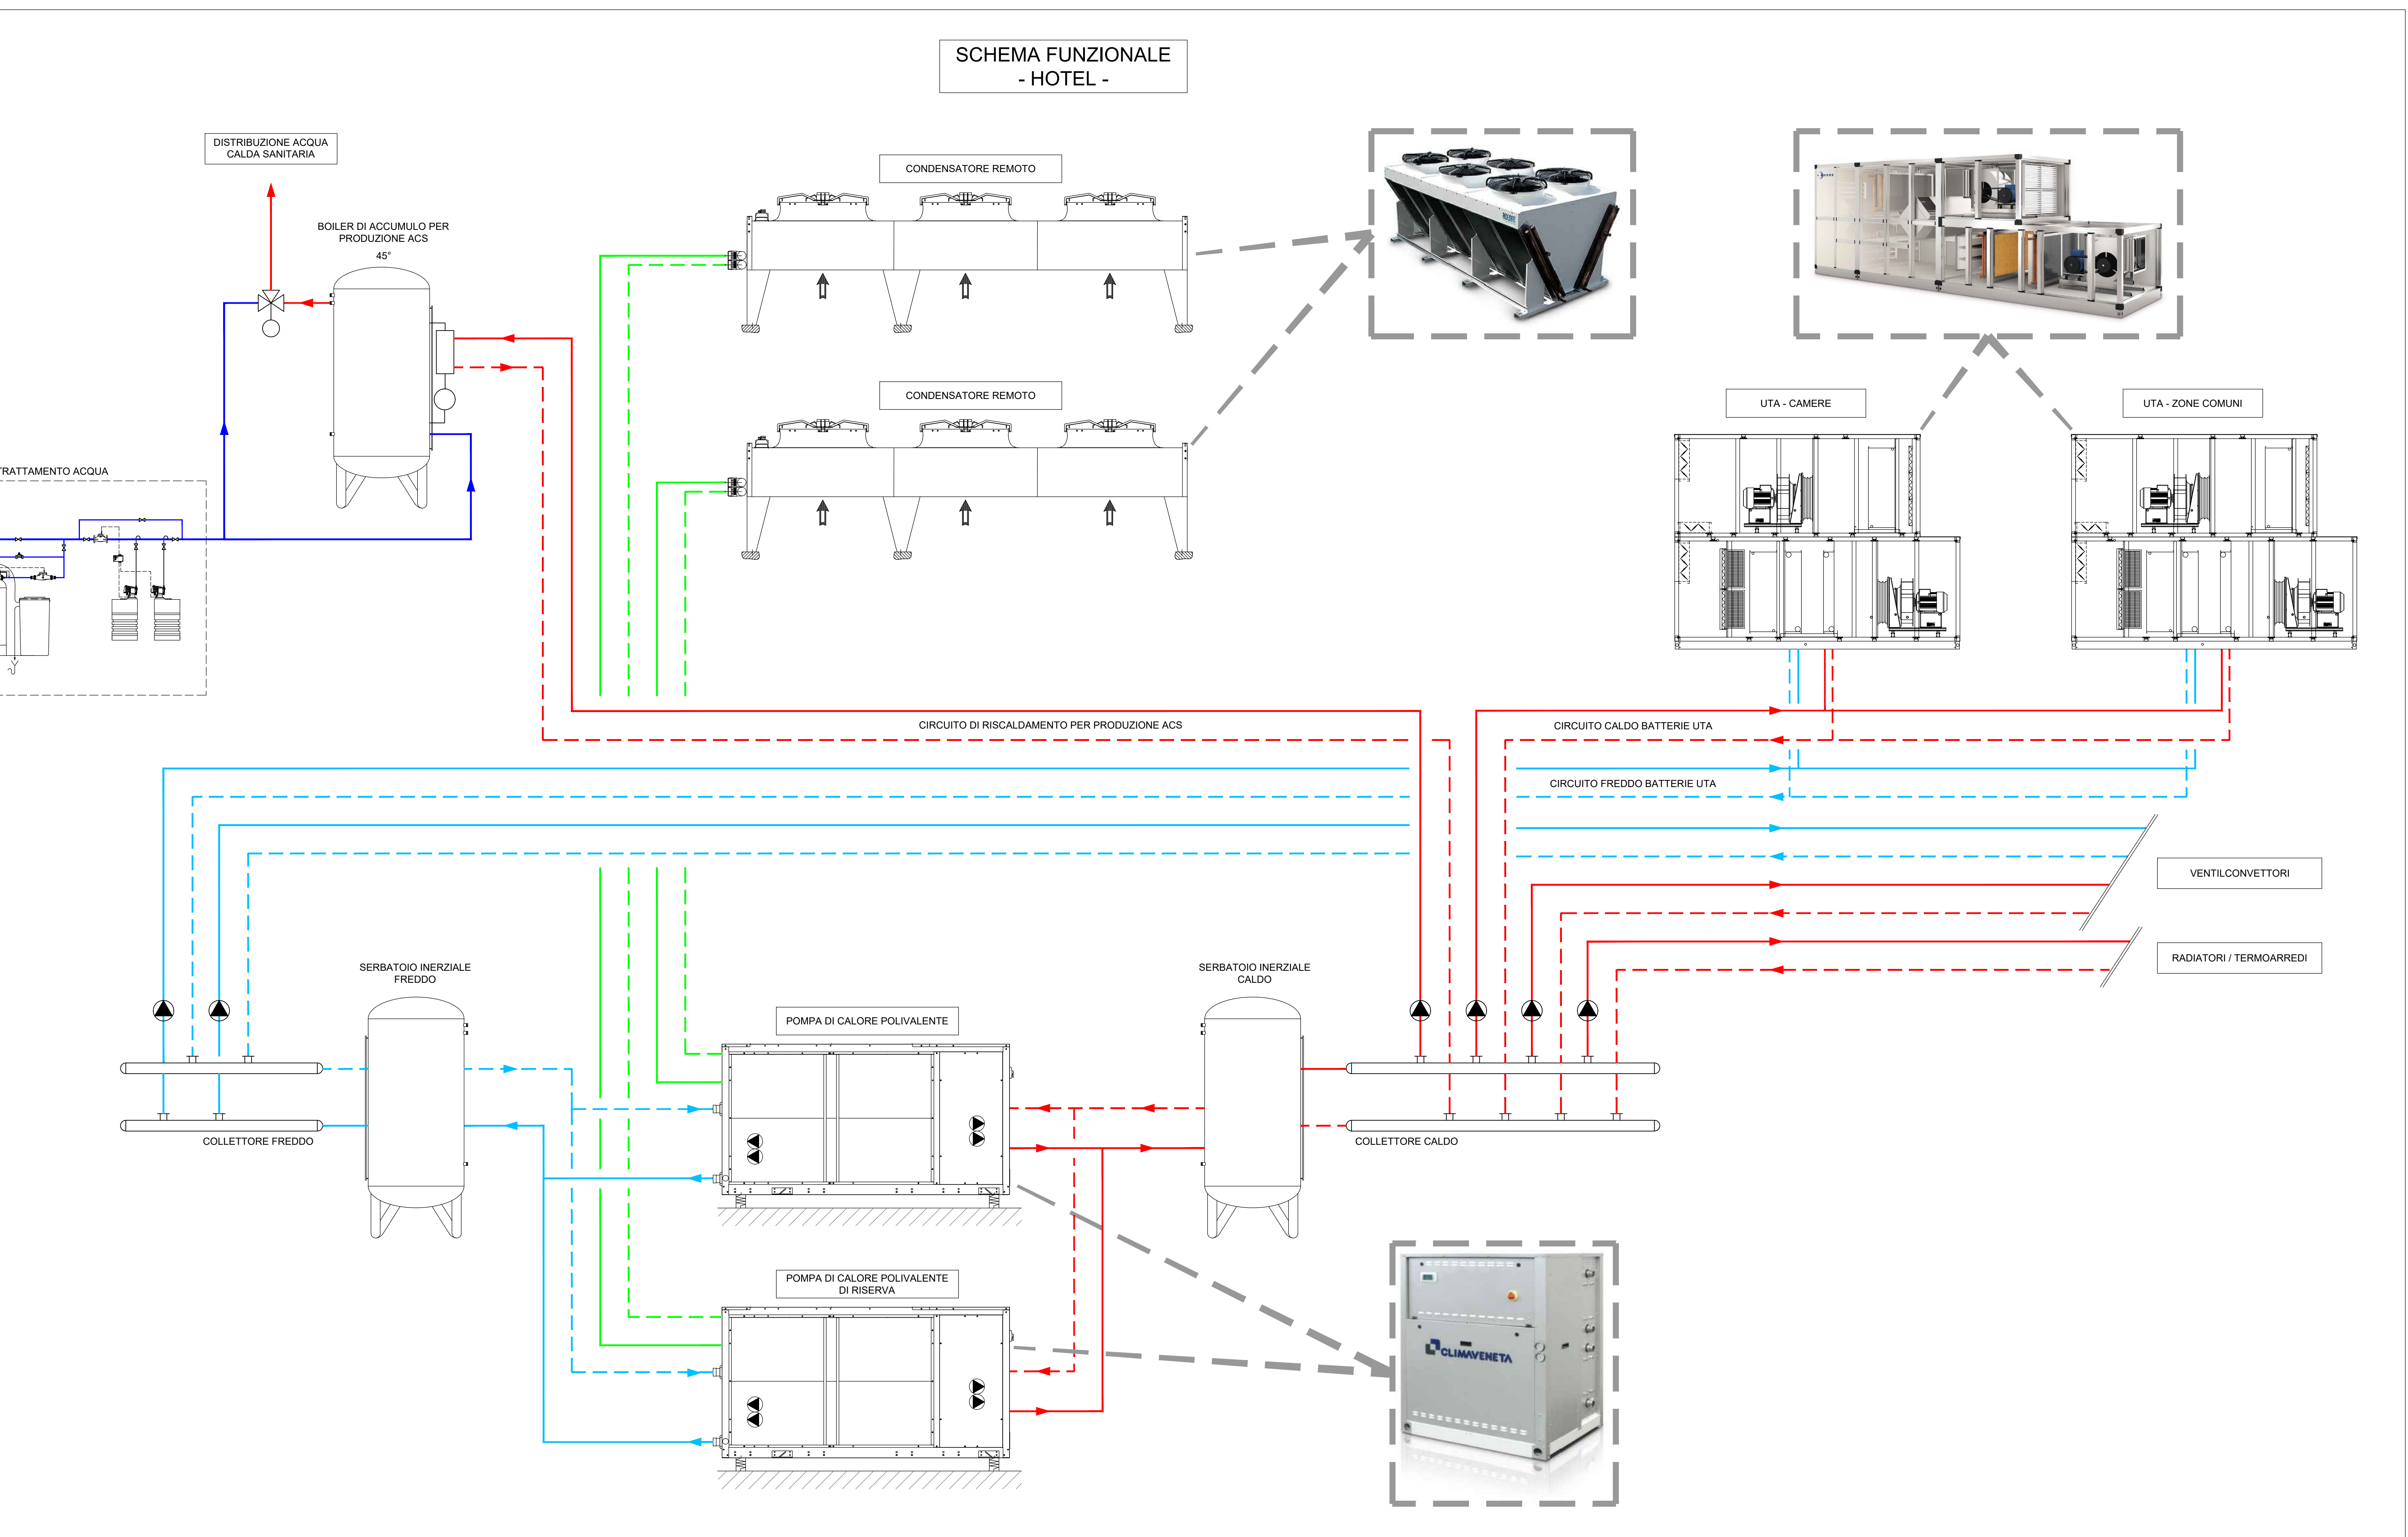 SCHEMA FUNZIONALE
- HOTEL -
DISTRIBUZIONE ACQUA
CALDA SANITARIA
CONDENSATORE REMOTO
BOILER DI ACCUMULO PER
PRODUZIONE ACS
45°
CONDENSATORE REMOTO
UTA - CAMERE
UTA - ZONE COMUNI
TRATTAMENTO ACQUA
CIRCUITO DI RISCALDAMENTO PER PRODUZIONE ACS
CIRCUITO CALDO BATTERIE UTA
CIRCUITO FREDDO BATTERIE UTA
VENTILCONVETTORI
RADIATORI / TERMOARREDI
SERBATOIO INERZIALE
FREDDO
SERBATOIO INERZIALE
CALDO
POMPA DI CALORE POLIVALENTE
COLLETTORE FREDDO
COLLETTORE CALDO
POMPA DI CALORE POLIVALENTE
DI RISERVA
CLIMAVENETA